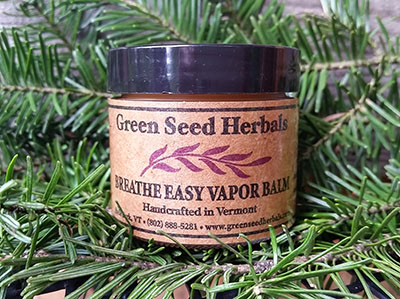 Green Seed Herbals
BREATHE EASY VAPOR BALM
Handcrafted in Vermont
VT • (802) 888-5281 • www.greenseedherbals.